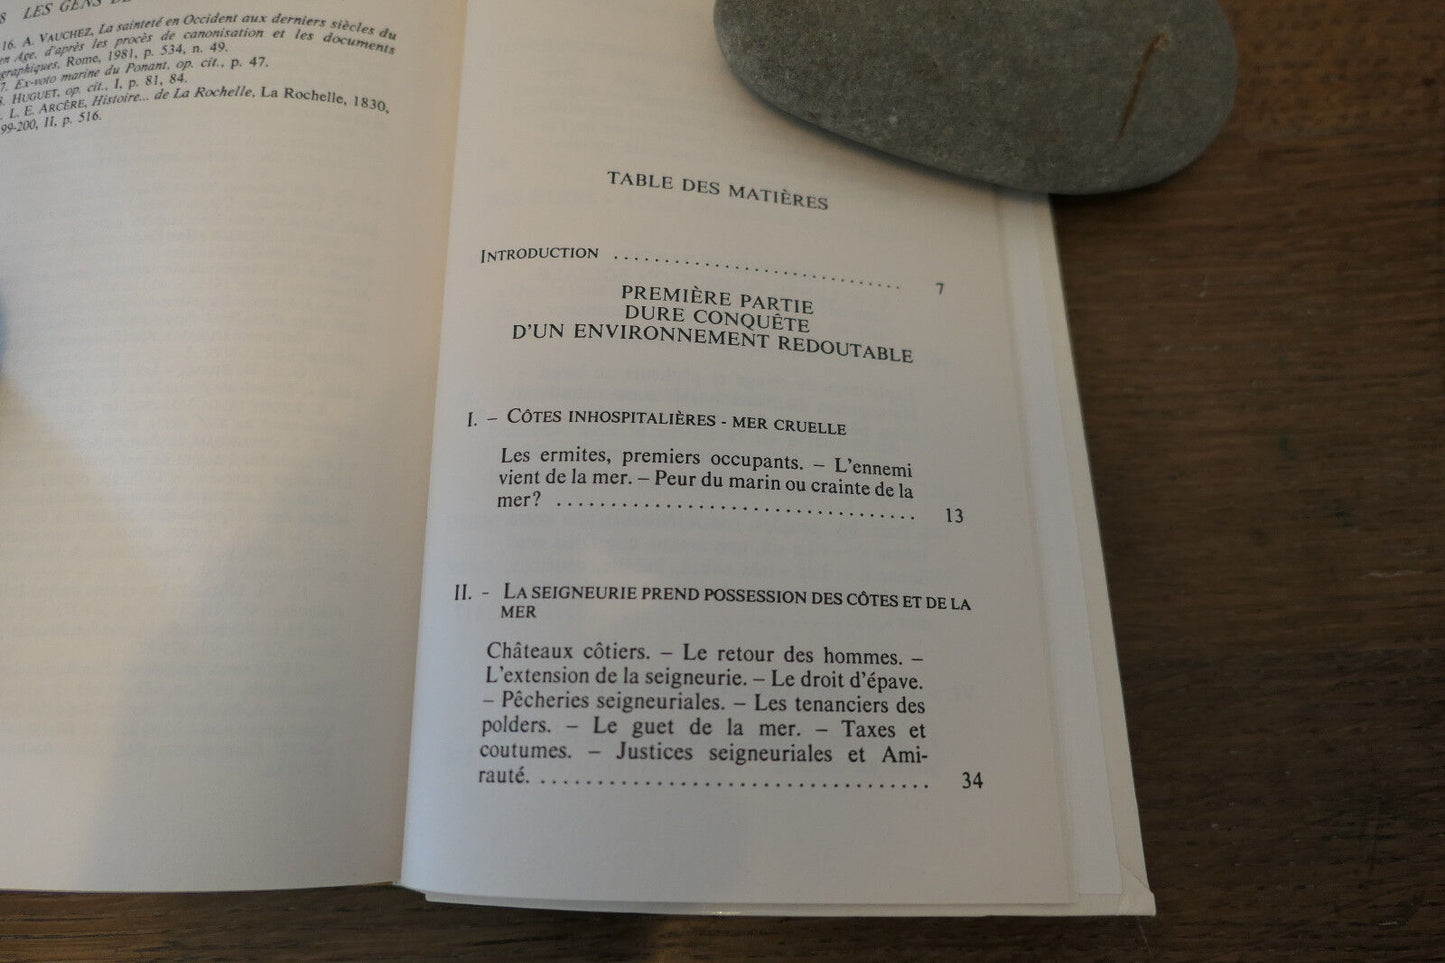 8 LES GENS DE
16. A. VAUCHEZ, La sainteté en Occident aux derniers siècles du
en Age, d'après les procès de canonisation et les documents
graphiques, Rome, 1981, p. 534, n. 49.
7. Ex-voto marine du Ponant, op. cit., p. 47.
8. HUGUET, op. cit., I, p. 81, 84.
. L. E. ARCÈRE, Histoire... de La Rochelle, La Rochelle, 1830,
99-200, II, p. 516.
TABLE DES MATIÈRES
INTRODUCTION .............................. 7
PREMIÈRE PARTIE
DURE CONQUÊTE
D'UN ENVIRONNEMENT REDOUTABLE
I. – CÔTES INHOSPITALIÈRES - MER CRUELLE
Les ermites, premiers occupants. – L'ennemi
vient de la mer. – Peur du marin ou crainte de la
mer? ................................. 13
II. - LA SEIGNEURIE PREND POSSESSION DES CÔTES ET DE LA
MER
Châteaux côtiers. – Le retour des hommes. –
L'extension de la seigneurie. – Le droit d'épave.
– Pêcheries seigneuriales. – Les tenanciers des
polders. – Le guet de la mer. – Taxes et
coutumes. – Justices seigneuriales et Ami-
rauté. ................................... 34